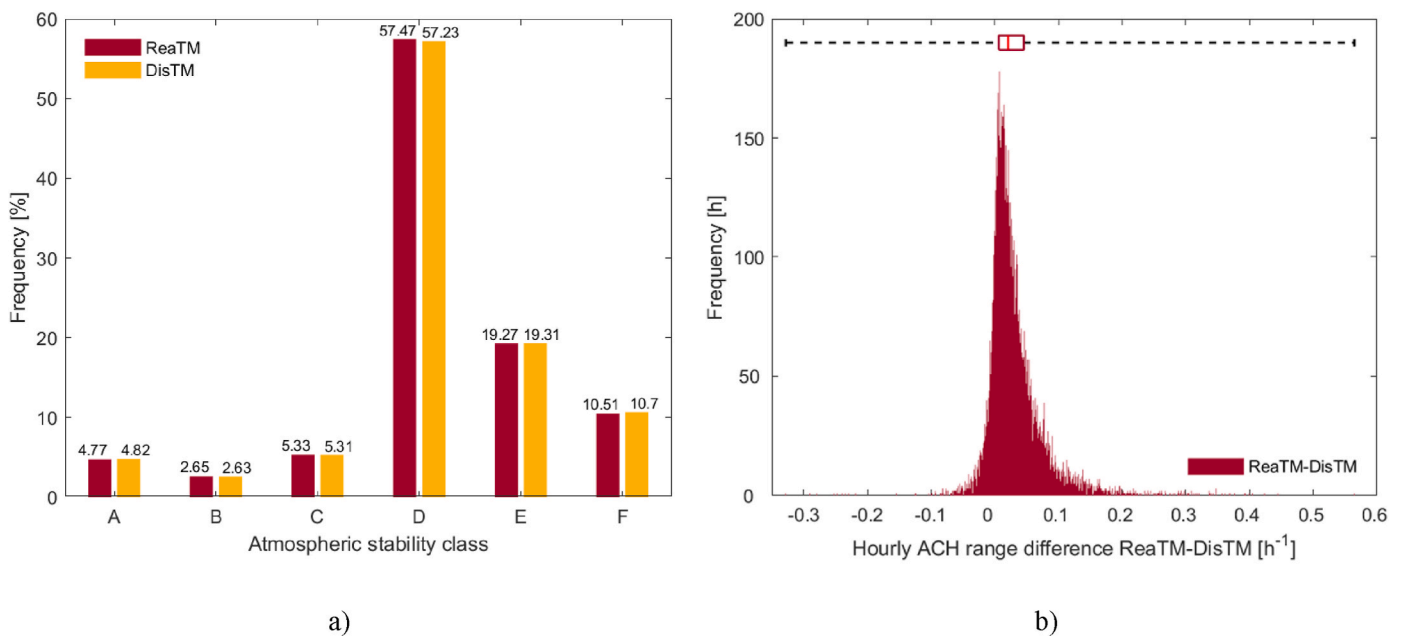 60
50
40
30
20
10
0
Frequency [%]
ReaTM
DisTM
4.77 4.82
2.65 2.63
5.33 5.31
57.47 57.23
19.27 19.31
10.51 10.7
A B C D E F
Atmospheric stability class
a)
200
150
100
50
0
Frequency [h]
ReaTM-DisTM
-0.3 -0.2 -0.1 0 0.1 0.2 0.3 0.4 0.5 0.6
Hourly ACH range difference ReaTM-DisTM [h⁻¹]
b)